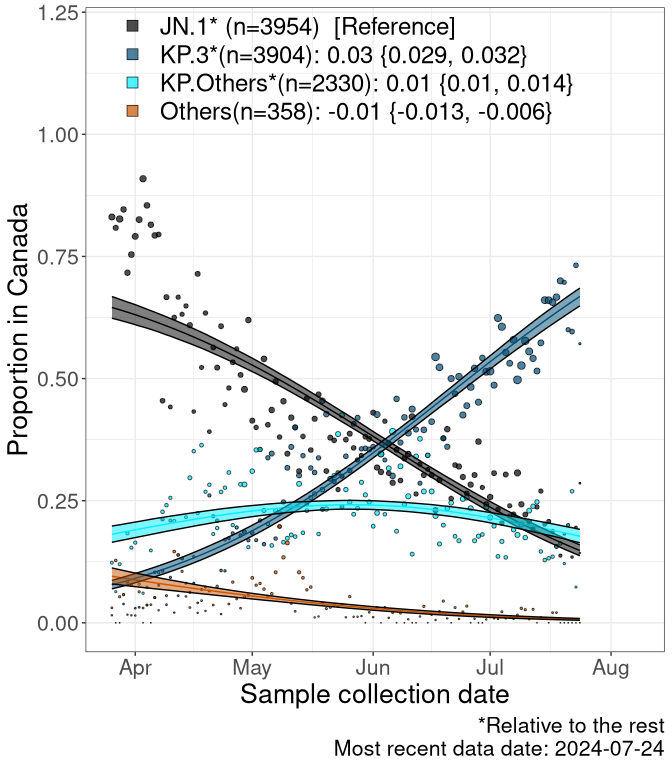 JN.1* (n=3954)  [Reference]
KP.3*(n=3904): 0.03 {0.029, 0.032}
KP.Others*(n=2330): 0.01 {0.01, 0.014}
Others(n=358): -0.01 {-0.013, -0.006}
1.25
1.00
0.75
0.50
0.25
0.00
Proportion in Canada
Apr May Jun Jul Aug
Sample collection date
*Relative to the rest
Most recent data date: 2024-07-24